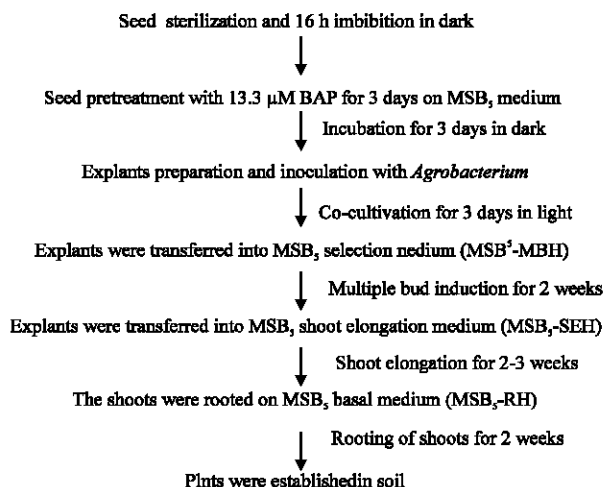 Seed sterilization and 16 h imbibition in dark
Seed pretreatment with 13.3 µM BAP for 3 days on MSB₅ medium
Incubation for 3 days in dark
Explants preparation and inoculation with Agrobacterium
Co-cultivation for 3 days in light
Explants were transferred into MSB₅ selection nedium (MSB⁵-MBH)
Multiple bud induction for 2 weeks
Explants were transferred into MSB₅ shoot elongation medium (MSB₅-SEH)
Shoot elongation for 2-3 weeks
The shoots were rooted on MSB₅ basal medium (MSB₅-RH)
Rooting of shoots for 2 weeks
Plnts were establishedin soil